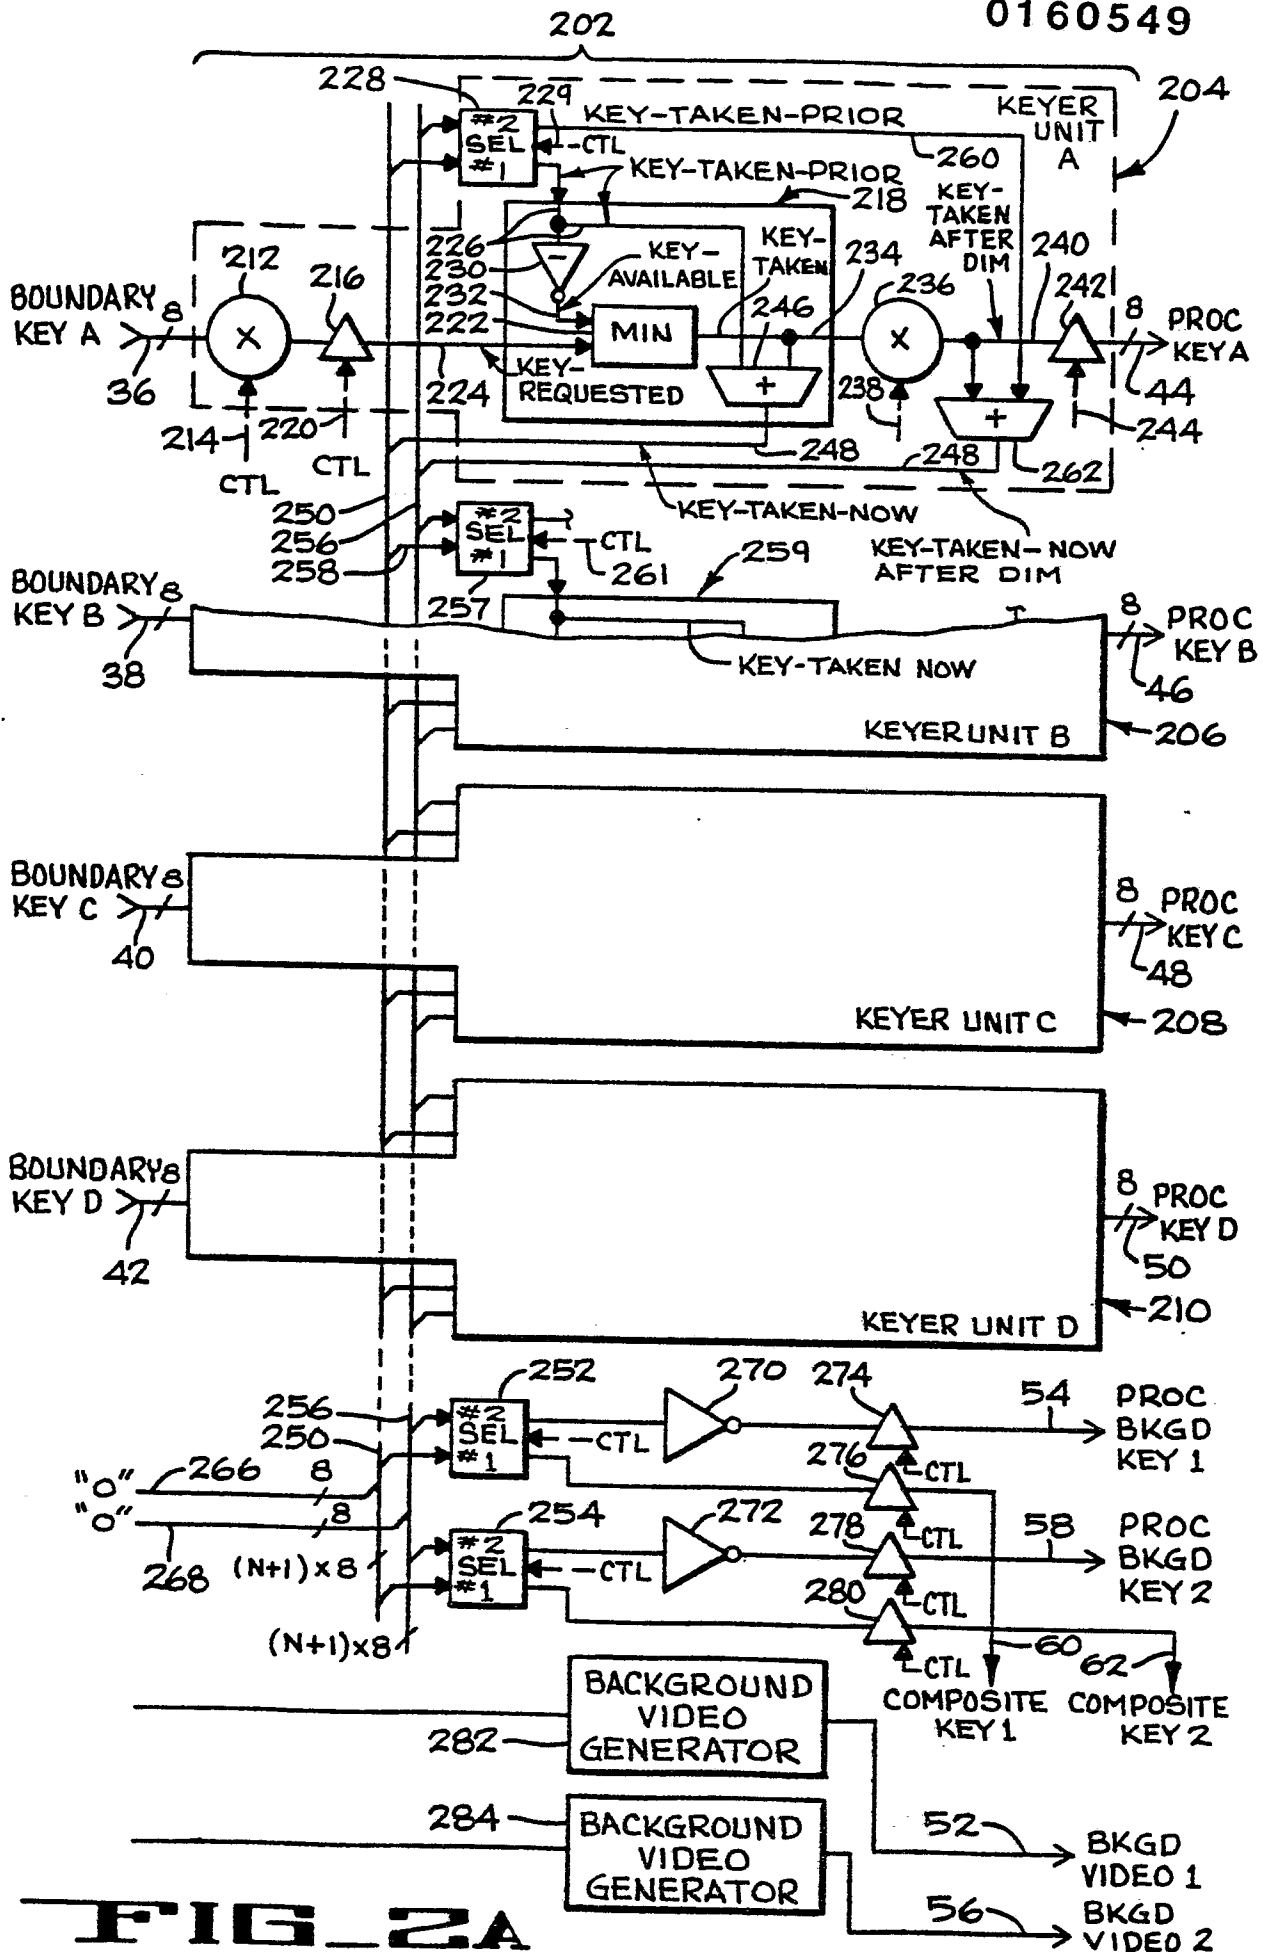 0160549
202
228
229
KEY-TAKEN-PRIOR
KEYER
UNIT
A
204
#2
SEL
#1
CTL
260
KEY-TAKEN-PRIOR
218
KEY-
TAKEN
AFTER
DIM
226
230
232
222
KEY-
AVAILABLE
KEY-
TAKEN
234
236
240
242
212
216
BOUNDARY
KEY A
8
36
X
MIN
246
X
8
PROC
KEY A
44
224
KEY-
REQUESTED
+
238
+
244
214
220
CTL
CTL
248
248
262
250
256
258
#2
SEL
#1
CTL
261
257
KEY-TAKEN-NOW
259
KEY-TAKEN-NOW
AFTER DIM
BOUNDARY
KEY B
8
38
KEY-TAKEN NOW
8
PROC
KEY B
46
KEYER UNIT B
206
BOUNDARY
KEY C
8
40
8
PROC
KEY C
48
KEYER UNIT C
208
BOUNDARY
KEY D
8
42
8
PROC
KEY D
50
KEYER UNIT D
210
252
270
274
54
PROC
BKGD
KEY 1
256
250
#2
SEL
#1
CTL
CTL
276
"0"
266
8
"0"
268
8
254
272
278
CTL
58
PROC
BKGD
KEY 2
(N+1)×8
#2
SEL
#1
CTL
280
CTL
(N+1)×8
CTL
60
62
COMPOSITE
KEY 1
COMPOSITE
KEY 2
BACKGROUND
VIDEO
GENERATOR
282
284
BACKGROUND
VIDEO
GENERATOR
52
BKGD
VIDEO 1
56
BKGD
VIDEO 2
FIG_2A